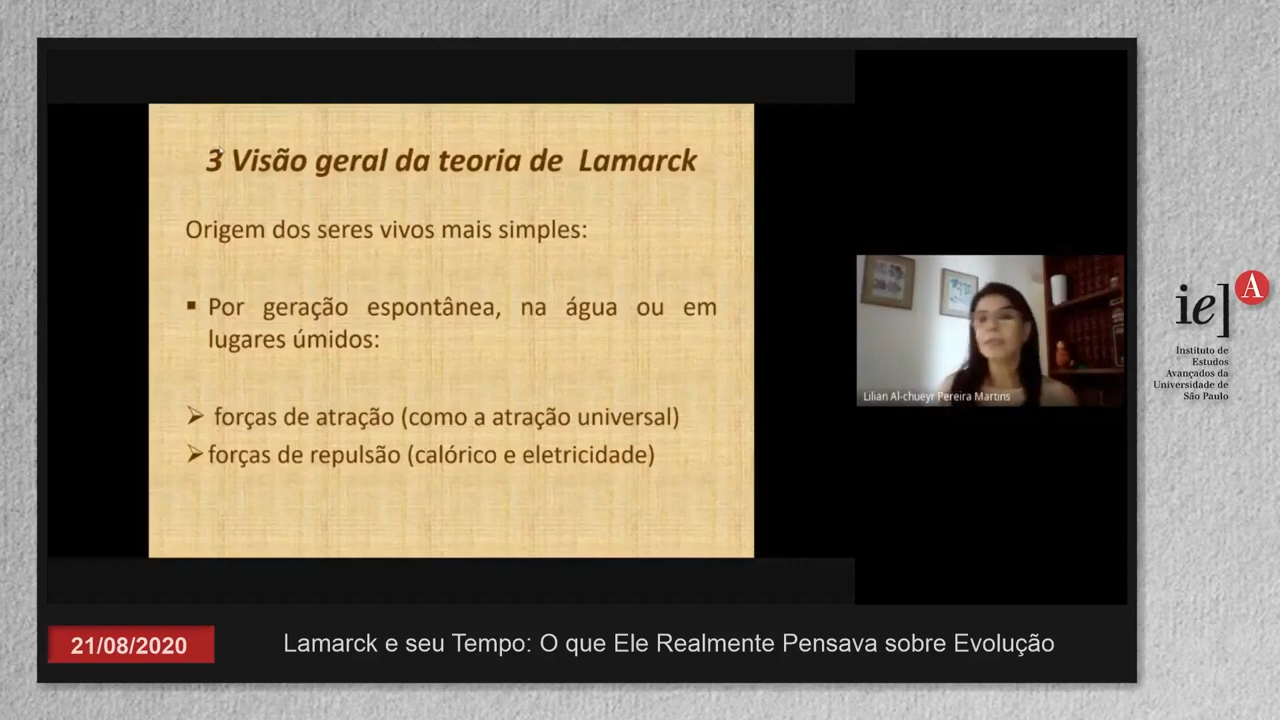 3 Visão geral da teoria de Lamarck
Origem dos seres vivos mais simples:
▪ Por geração espontânea, na água ou em
lugares úmidos:
➢ forças de atração (como a atração universal)
➢ forças de repulsão (calórico e eletricidade)
Lilian Al-chueyr Pereira Martins
ie] A
Instituto de
Estudos
Avançados da
Universidade de
São Paulo
21/08/2020
Lamarck e seu Tempo: O que Ele Realmente Pensava sobre Evolução